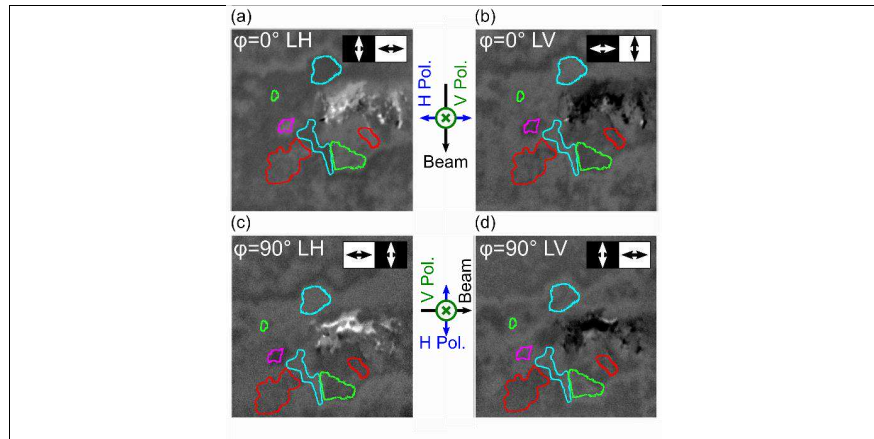 (a)
(b)
φ=0° LH
φ=0° LV
H Pol.
V Pol.
Beam
(c)
(d)
φ=90° LH
φ=90° LV
V Pol.
Beam
H Pol.